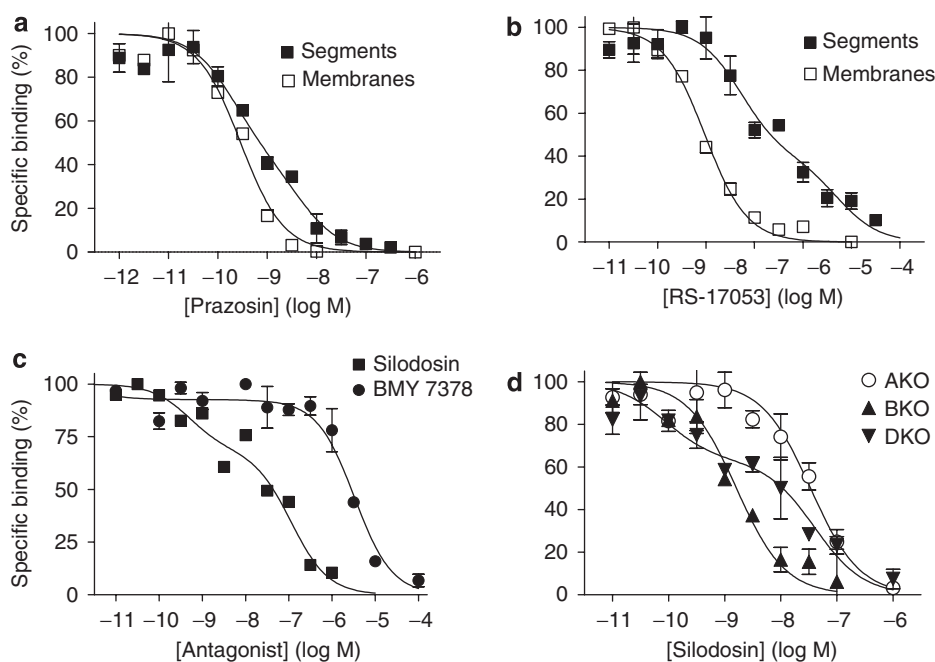 a
Specific binding (%)
100
80
60
40
20
0
Segments
Membranes
−12 −11 −10 −9 −8 −7 −6
[Prazosin] (log M)
b
100
80
60
40
20
0
Segments
Membranes
−11 −10 −9 −8 −7 −6 −5 −4
[RS-17053] (log M)
c
Specific binding (%)
100
75
50
25
0
Silodosin
BMY 7378
−11 −10 −9 −8 −7 −6 −5 −4
[Antagonist] (log M)
d
100
80
60
40
20
0
AKO
BKO
DKO
−11 −10 −9 −8 −7 −6
[Silodosin] (log M)